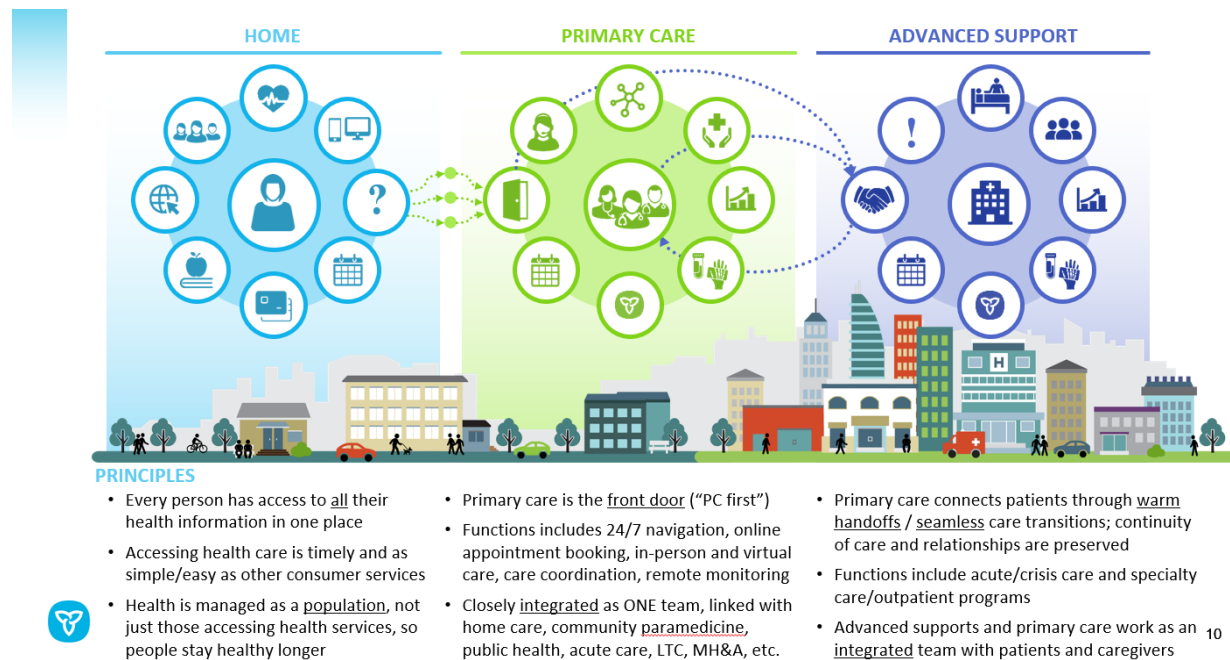 HOME
PRIMARY CARE
ADVANCED SUPPORT
?
!
H
PRINCIPLES
• Every person has access to all their
health information in one place
• Accessing health care is timely and as
simple/easy as other consumer services
• Health is managed as a population, not
just those accessing health services, so
people stay healthy longer
• Primary care is the front door (“PC first”)
• Functions includes 24/7 navigation, online
appointment booking, in-person and virtual
care, care coordination, remote monitoring
• Closely integrated as ONE team, linked with
home care, community paramedicine,
public health, acute care, LTC, MH&A, etc.
• Primary care connects patients through warm
handoffs / seamless care transitions; continuity
of care and relationships are preserved
• Functions include acute/crisis care and specialty
care/outpatient programs
• Advanced supports and primary care work as an
integrated team with patients and caregivers
10